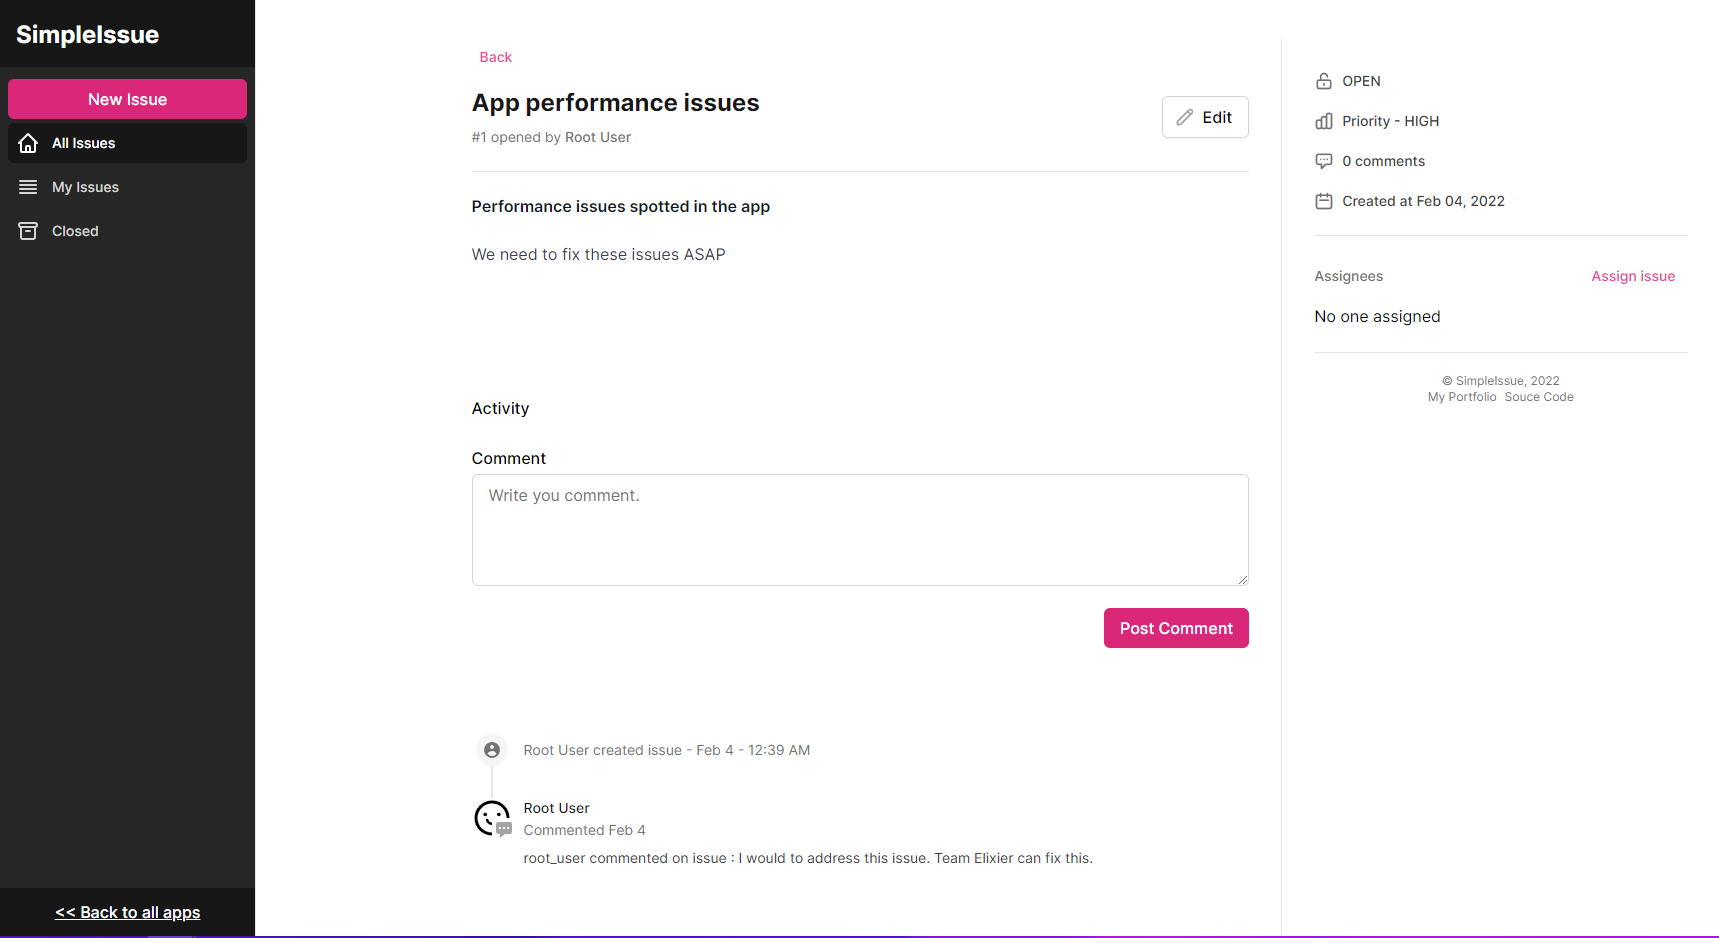 SimpleIssue
New Issue
All Issues
My Issues
Closed
<< Back to all apps
Back
App performance issues
#1 opened by Root User
Edit
Performance issues spotted in the app
We need to fix these issues ASAP
Activity
Comment
Write you comment.
Post Comment
Root User created issue - Feb 4 - 12:39 AM
Root User
Commented Feb 4
root_user commented on issue : I would to address this issue. Team Elixier can fix this.
OPEN
Priority - HIGH
0 comments
Created at Feb 04, 2022
Assignees
Assign issue
No one assigned
© SimpleIssue, 2022
My Portfolio Souce Code